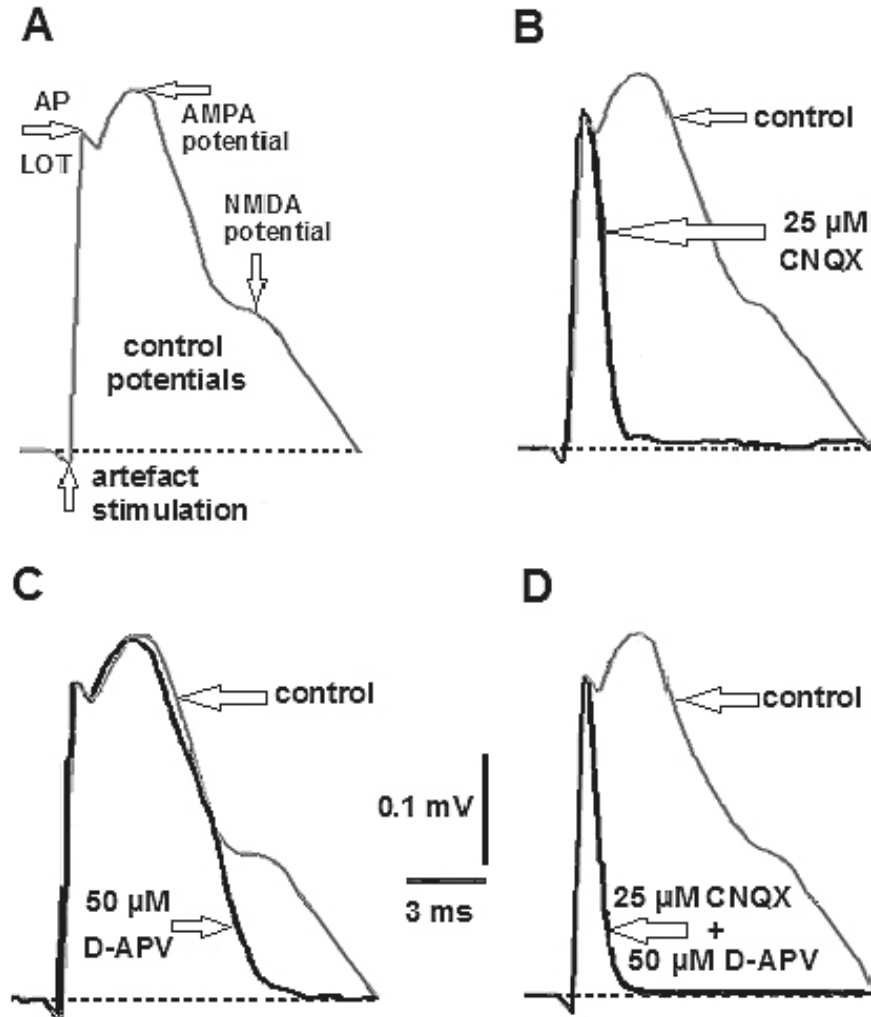 A
AP
LOT
AMPA
potential
NMDA
potential
control
potentials
artefact
stimulation
B
control
25 µM
CNQX
C
control
50 µM
D-APV
0.1 mV
3 ms
D
control
25 µM CNQX
+
50 µM D-APV